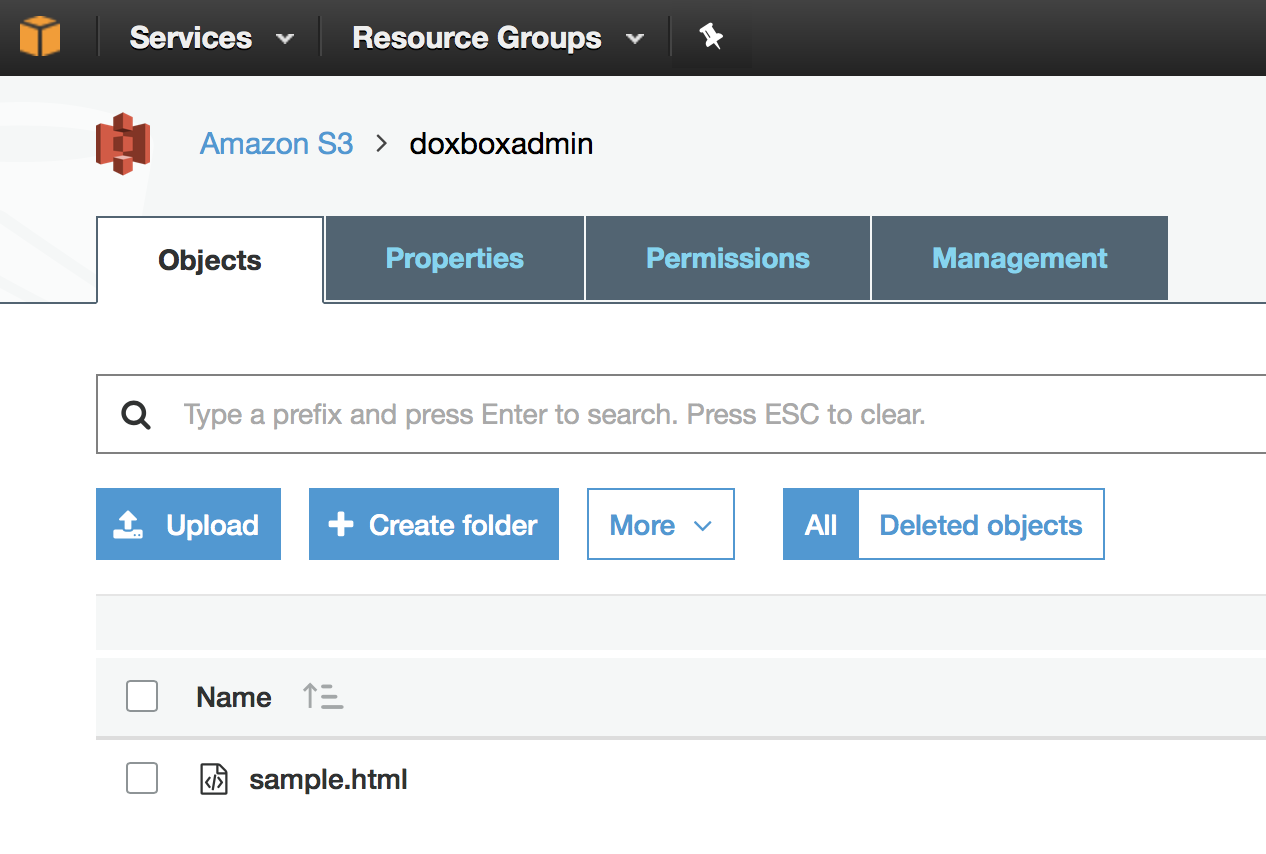 Services Resource Groups
Amazon S3 > doxboxadmin
Objects Properties Permissions Management
Type a prefix and press Enter to search. Press ESC to clear.
Upload Create folder More All Deleted objects
Name
sample.html